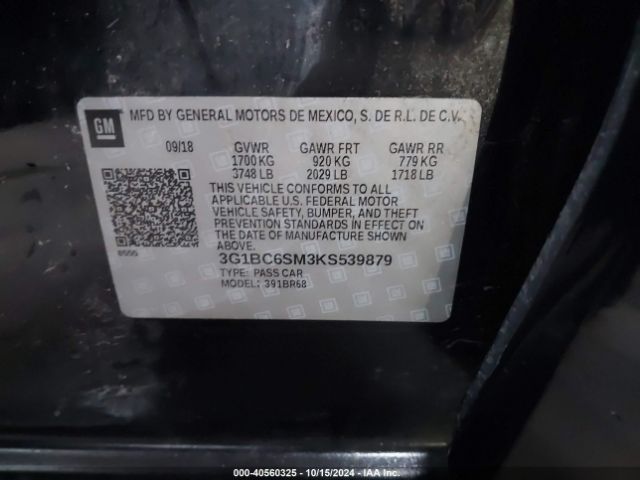 GM
MFD BY GENERAL MOTORS DE MEXICO, S. DE R.L. DE C.V.
09/18 GVWR GAWR FRT GAWR RR
1700 KG 920 KG 779 KG
3748 LB 2029 LB 1718 LB
THIS VEHICLE CONFORMS TO ALL
APPLICABLE U.S. FEDERAL MOTOR
VEHICLE SAFETY, BUMPER, AND THEFT
PREVENTION STANDARDS IN EFFECT ON
THE DATE OF MANUFACTURE SHOWN
ABOVE.
3G1BC6SM3KS539879
TYPE: PASS CAR
MODEL: 391BR68
000-40560325 - 10/15/2024 - IAA Inc.